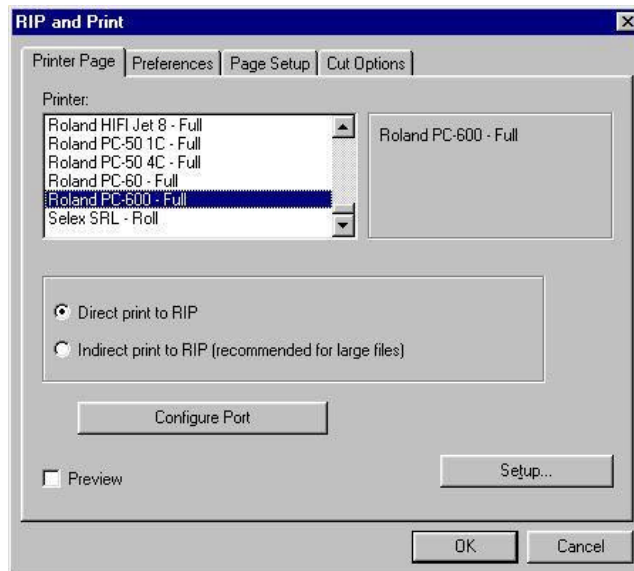 RIP and Print
Printer Page Preferences Page Setup Cut Options
Printer:
Roland HIFI Jet 8 - Full
Roland PC-50 1C - Full
Roland PC-50 4C - Full
Roland PC-60 - Full
Roland PC-600 - Full
Selex SRL - Roll
Roland PC-600 - Full
Direct print to RIP
Indirect print to RIP (recommended for large files)
Configure Port
Preview
Setup...
OK Cancel